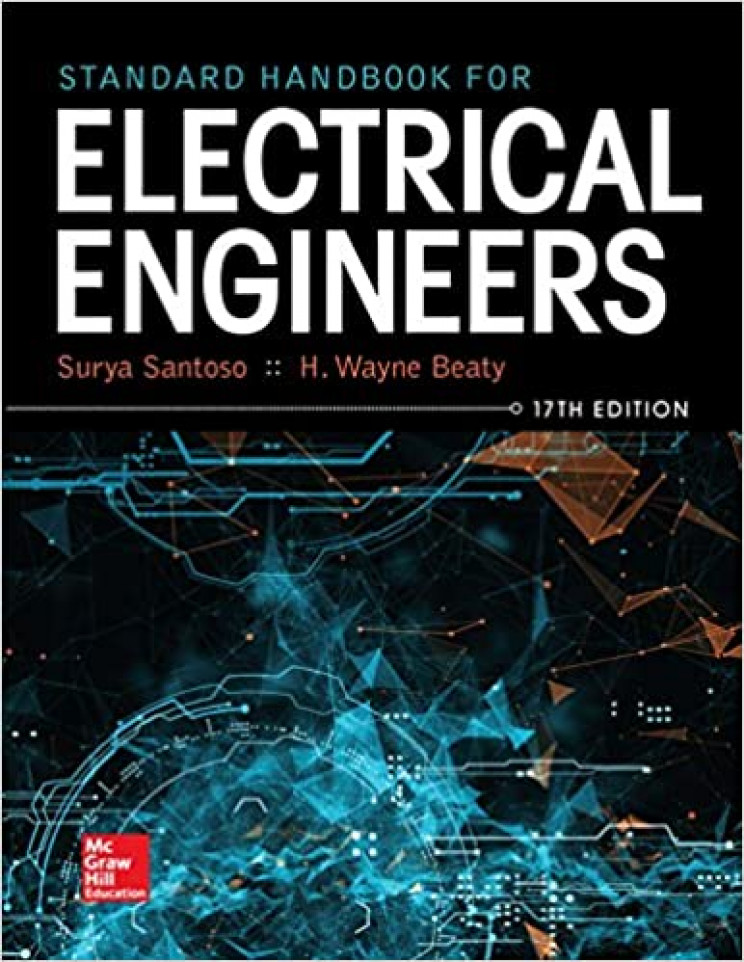 STANDARD HANDBOOK FOR
ELECTRICAL
ENGINEERS
Surya Santoso :: H. Wayne Beaty
17TH EDITION
Mc
Graw
Hill
Education